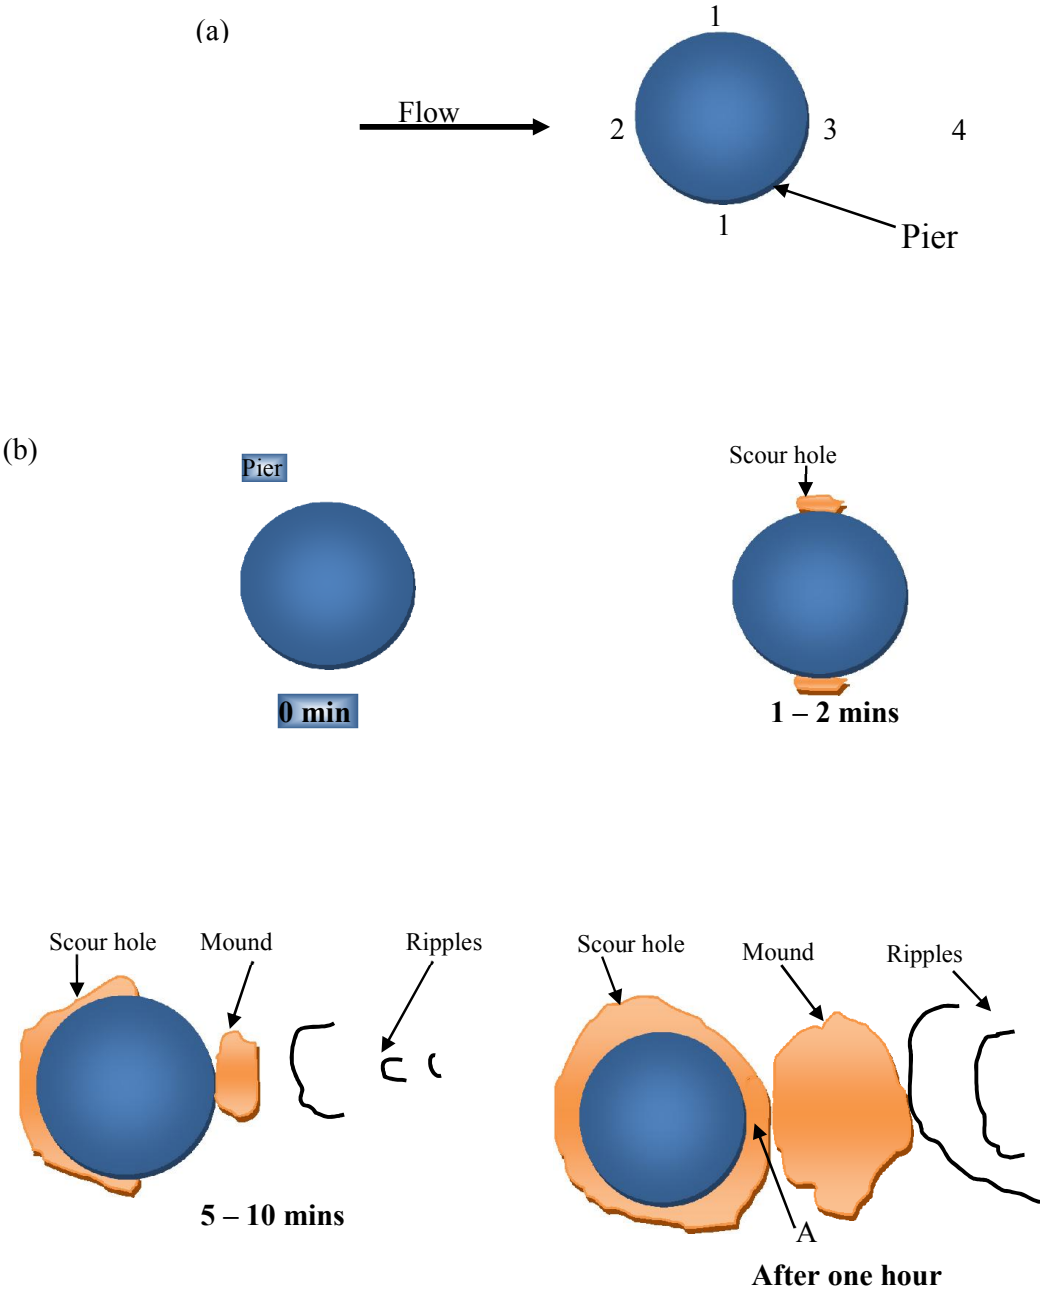 (a)
1
Flow
2
3
4
1
Pier
(b)
Pier
Scour hole
0 min
1 – 2 mins
Scour hole
Mound
Ripples
Scour hole
Mound
Ripples
5 – 10 mins
A
After one hour